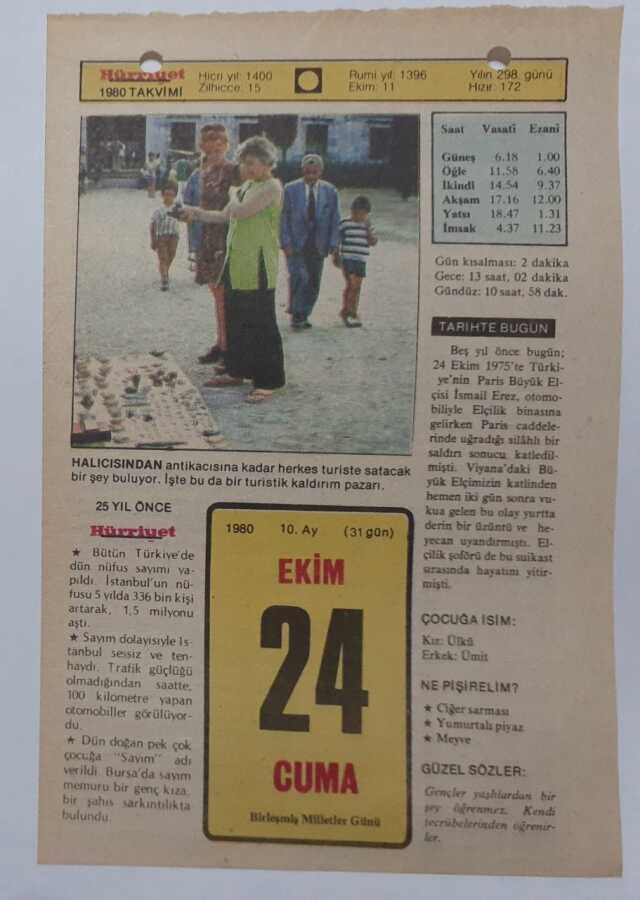 Hürriyet
1980 TAKVİMİ
Hicri yıl: 1400
Zilhicce: 15
Rumi yıl: 1396
Ekim: 11
Yılın 298. günü
Hızır: 172
Saat Vasatî Ezanî
Güneş 6.18 1.00
Öğle 11.58 6.40
İkindi 14.54 9.37
Akşam 17.16 12.00
Yatsı 18.47 1.31
İmsak 4.37 11.23
Gün kısalması: 2 dakika
Gece: 13 saat, 02 dakika
Gündüz: 10 saat, 58 dak.
HALICISINDAN antikacısına kadar herkes turiste satacak
bir şey buluyor. İşte bu da bir turistik kaldırım pazarı.
25 YIL ÖNCE
Hürriyet
★ Bütün Türkiye'de
dün nüfus sayımı ya-
pıldı. İstanbul'un nü-
fusu 5 yılda 336 bin kişi
artarak, 1,5 milyonu
aştı.
★ Sayım dolayısiyle İs-
tanbul sessiz ve ten-
haydı. Trafik güçlüğü
olmadığından saatte,
100 kilometre yapan
otomobiller görülüyor-
du.
★ Dün doğan pek çok
çocuğa "Sayım" adı
verildi. Bursa'da sayım
memuru bir genç kıza,
bir şahıs sarkıntılıkta
bulundu.
1980 10. Ay (31 gün)
EKİM
24
CUMA
Birleşmiş Milletler Günü
TARİHTE BUGÜN
Beş yıl önce bugün;
24 Ekim 1975'te Türki-
ye'nin Paris Büyük El-
çisi İsmail Erez, otomo-
biliyle Elçilik binasına
gelirken Paris caddele-
rinde uğradığı silâhlı bir
saldırı sonucu katledil-
mişti. Viyana'daki Bü-
yük Elçimizin katlinden
hemen iki gün sonra vu-
kua gelen bu olay yurtta
derin bir üzüntü ve he-
yecan uyandırmıştı. El-
çilik şoförü de bu suikast
sırasında hayatını yitir-
mişti.
ÇOCUĞA İSİM:
Kız: Ülkü
Erkek: Ümit
NE PİŞİRELİM?
★ Ciğer sarması
★ Yumurtalı piyaz
★ Meyve
GÜZEL SÖZLER:
Gençler yaşlılardan bir
şey öğrenmez. Kendi
tecrübelerinden öğrenir-
ler.